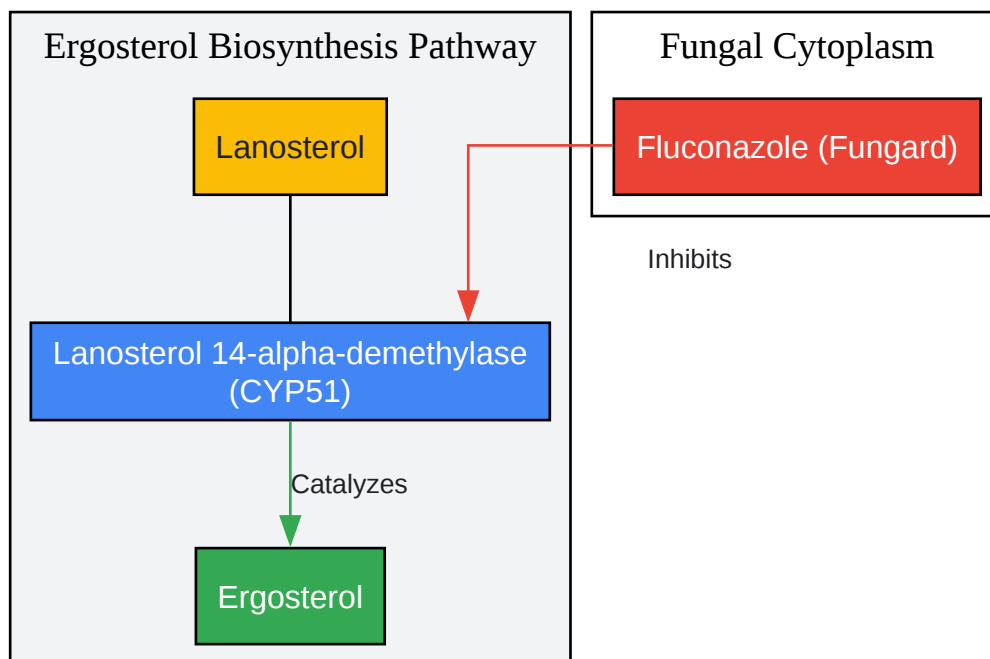 Ergosterol Biosynthesis Pathway
Fungal Cytoplasm
Lanosterol
Fluconazole (Fungard)
Inhibits
Lanosterol 14-alpha-demethylase
(CYP51)
Catalyzes
Ergosterol